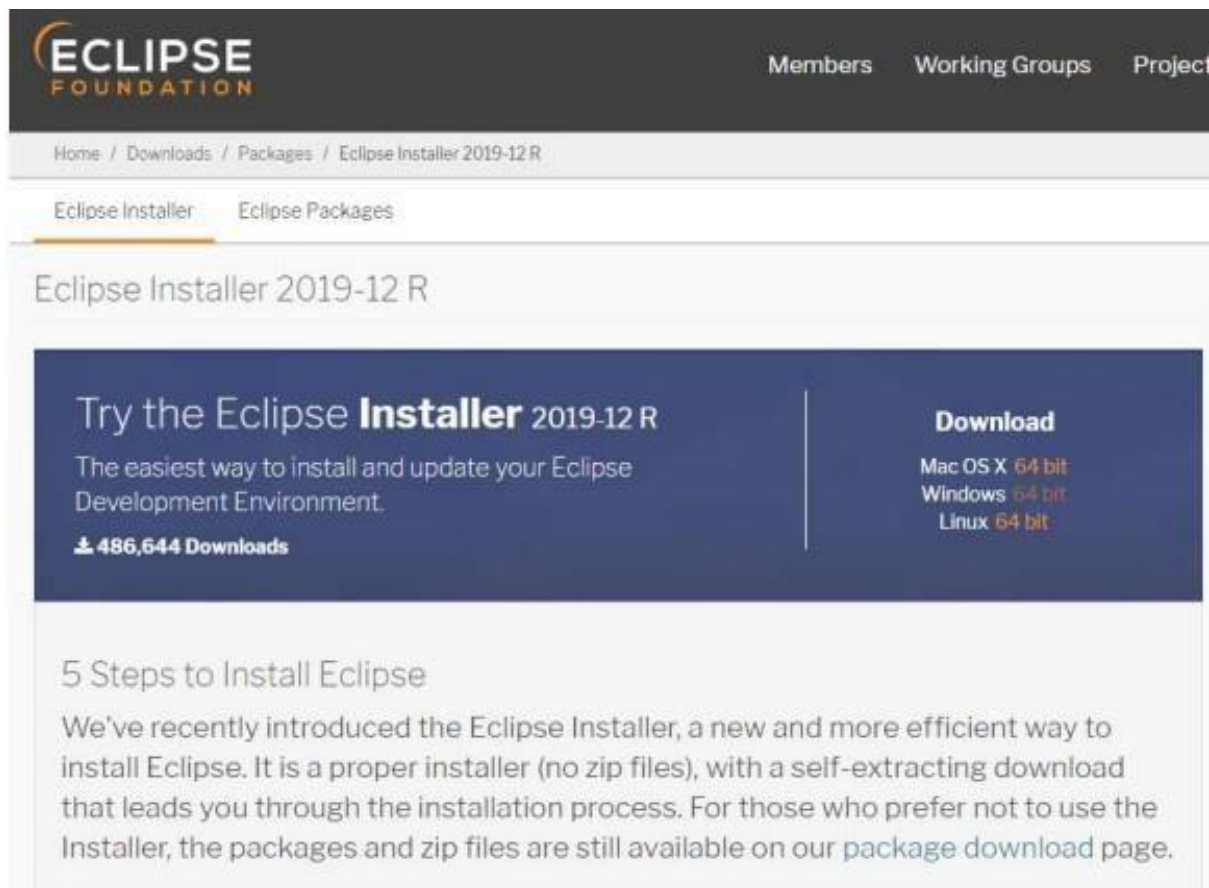 ECLIPSE
FOUNDATION
Members Working Groups Project
Home / Downloads / Packages / Eclipse Installer 2019-12 R
Eclipse Installer Eclipse Packages
Eclipse Installer 2019-12 R
Try the Eclipse Installer 2019-12 R
The easiest way to install and update your Eclipse
Development Environment.
486,644 Downloads
Download
Mac OS X 64 bit
Windows 64 bit
Linux 64 bit
5 Steps to Install Eclipse
We've recently introduced the Eclipse Installer, a new and more efficient way to
install Eclipse. It is a proper installer (no zip files), with a self-extracting download
that leads you through the installation process. For those who prefer not to use the
Installer, the packages and zip files are still available on our package download page.